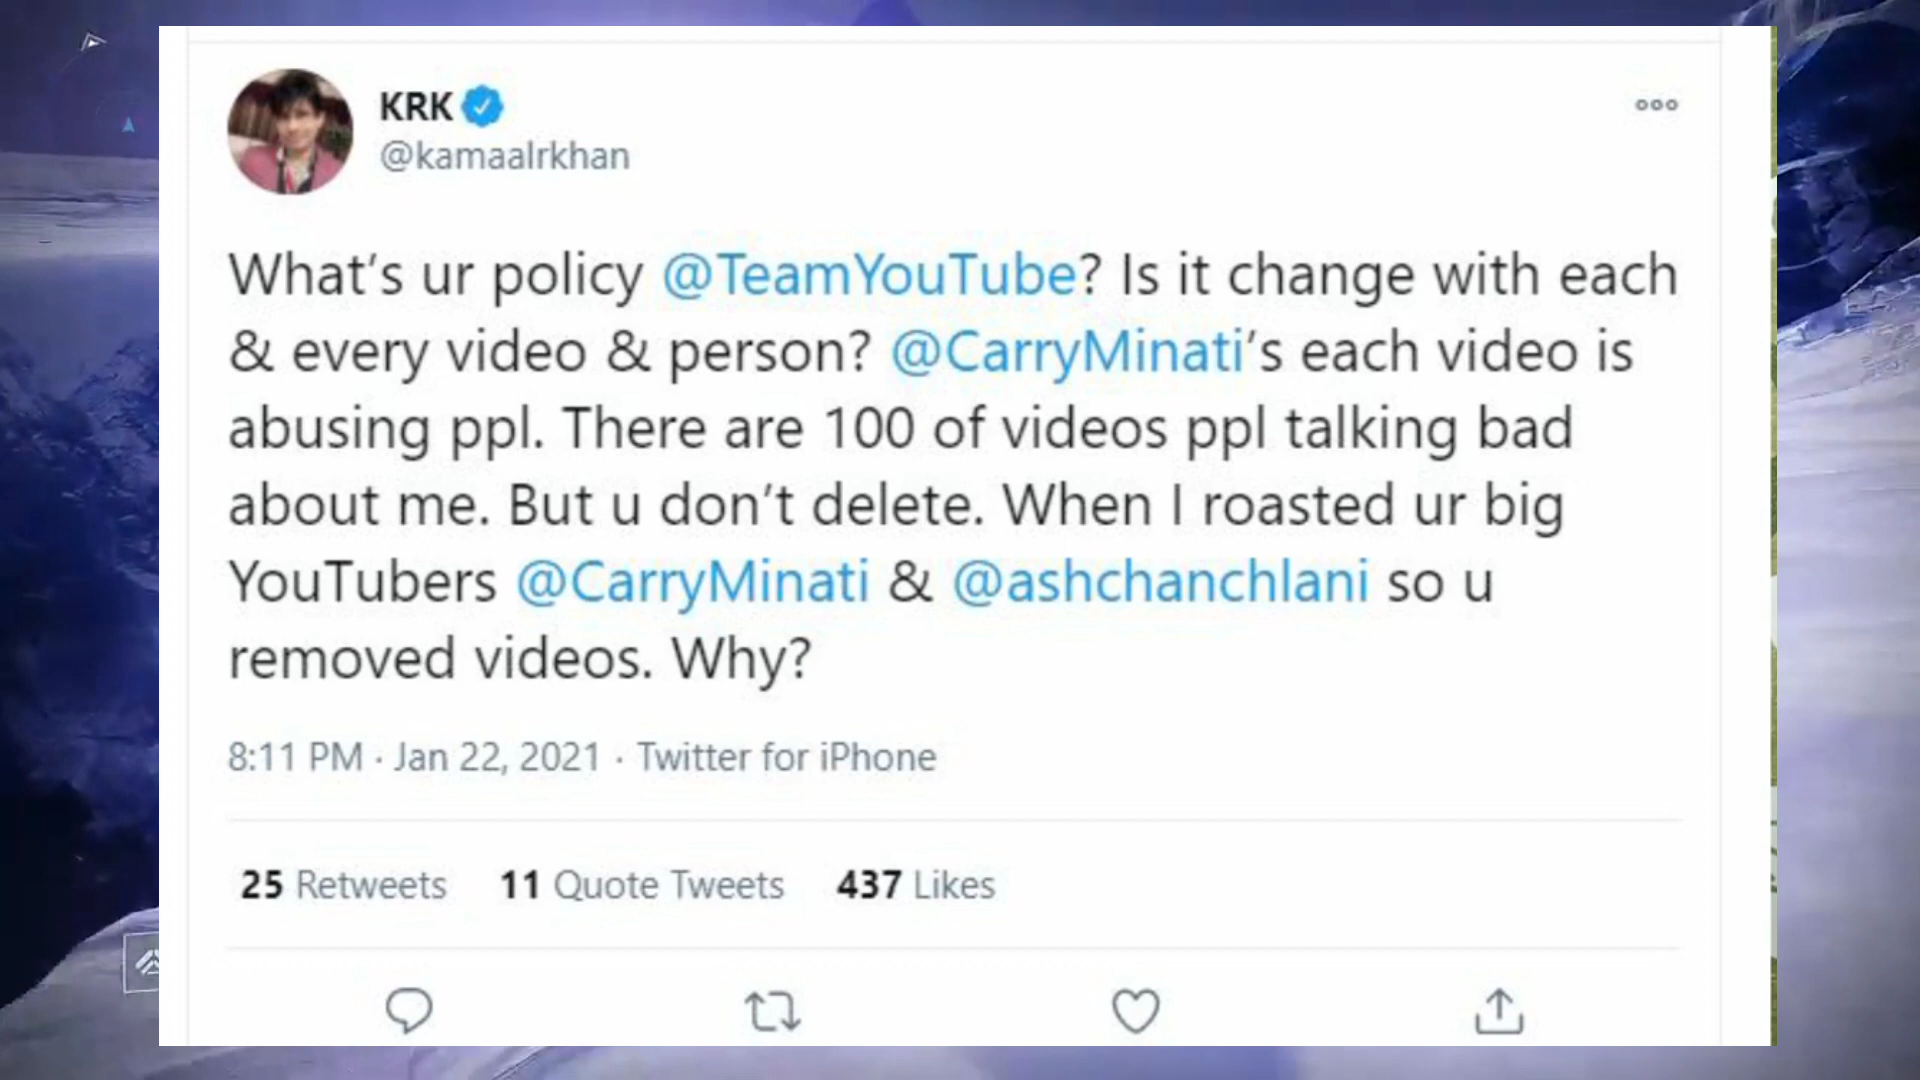 KRK
@kamaalrkhan
What's ur policy @TeamYouTube? Is it change with each
& every video & person? @CarryMinati's each video is
abusing ppl. There are 100 of videos ppl talking bad
about me. But u don't delete. When I roasted ur big
YouTubers @CarryMinati & @ashchanchlani so u
removed videos. Why?
8:11 PM · Jan 22, 2021 · Twitter for iPhone
25 Retweets 11 Quote Tweets 437 Likes